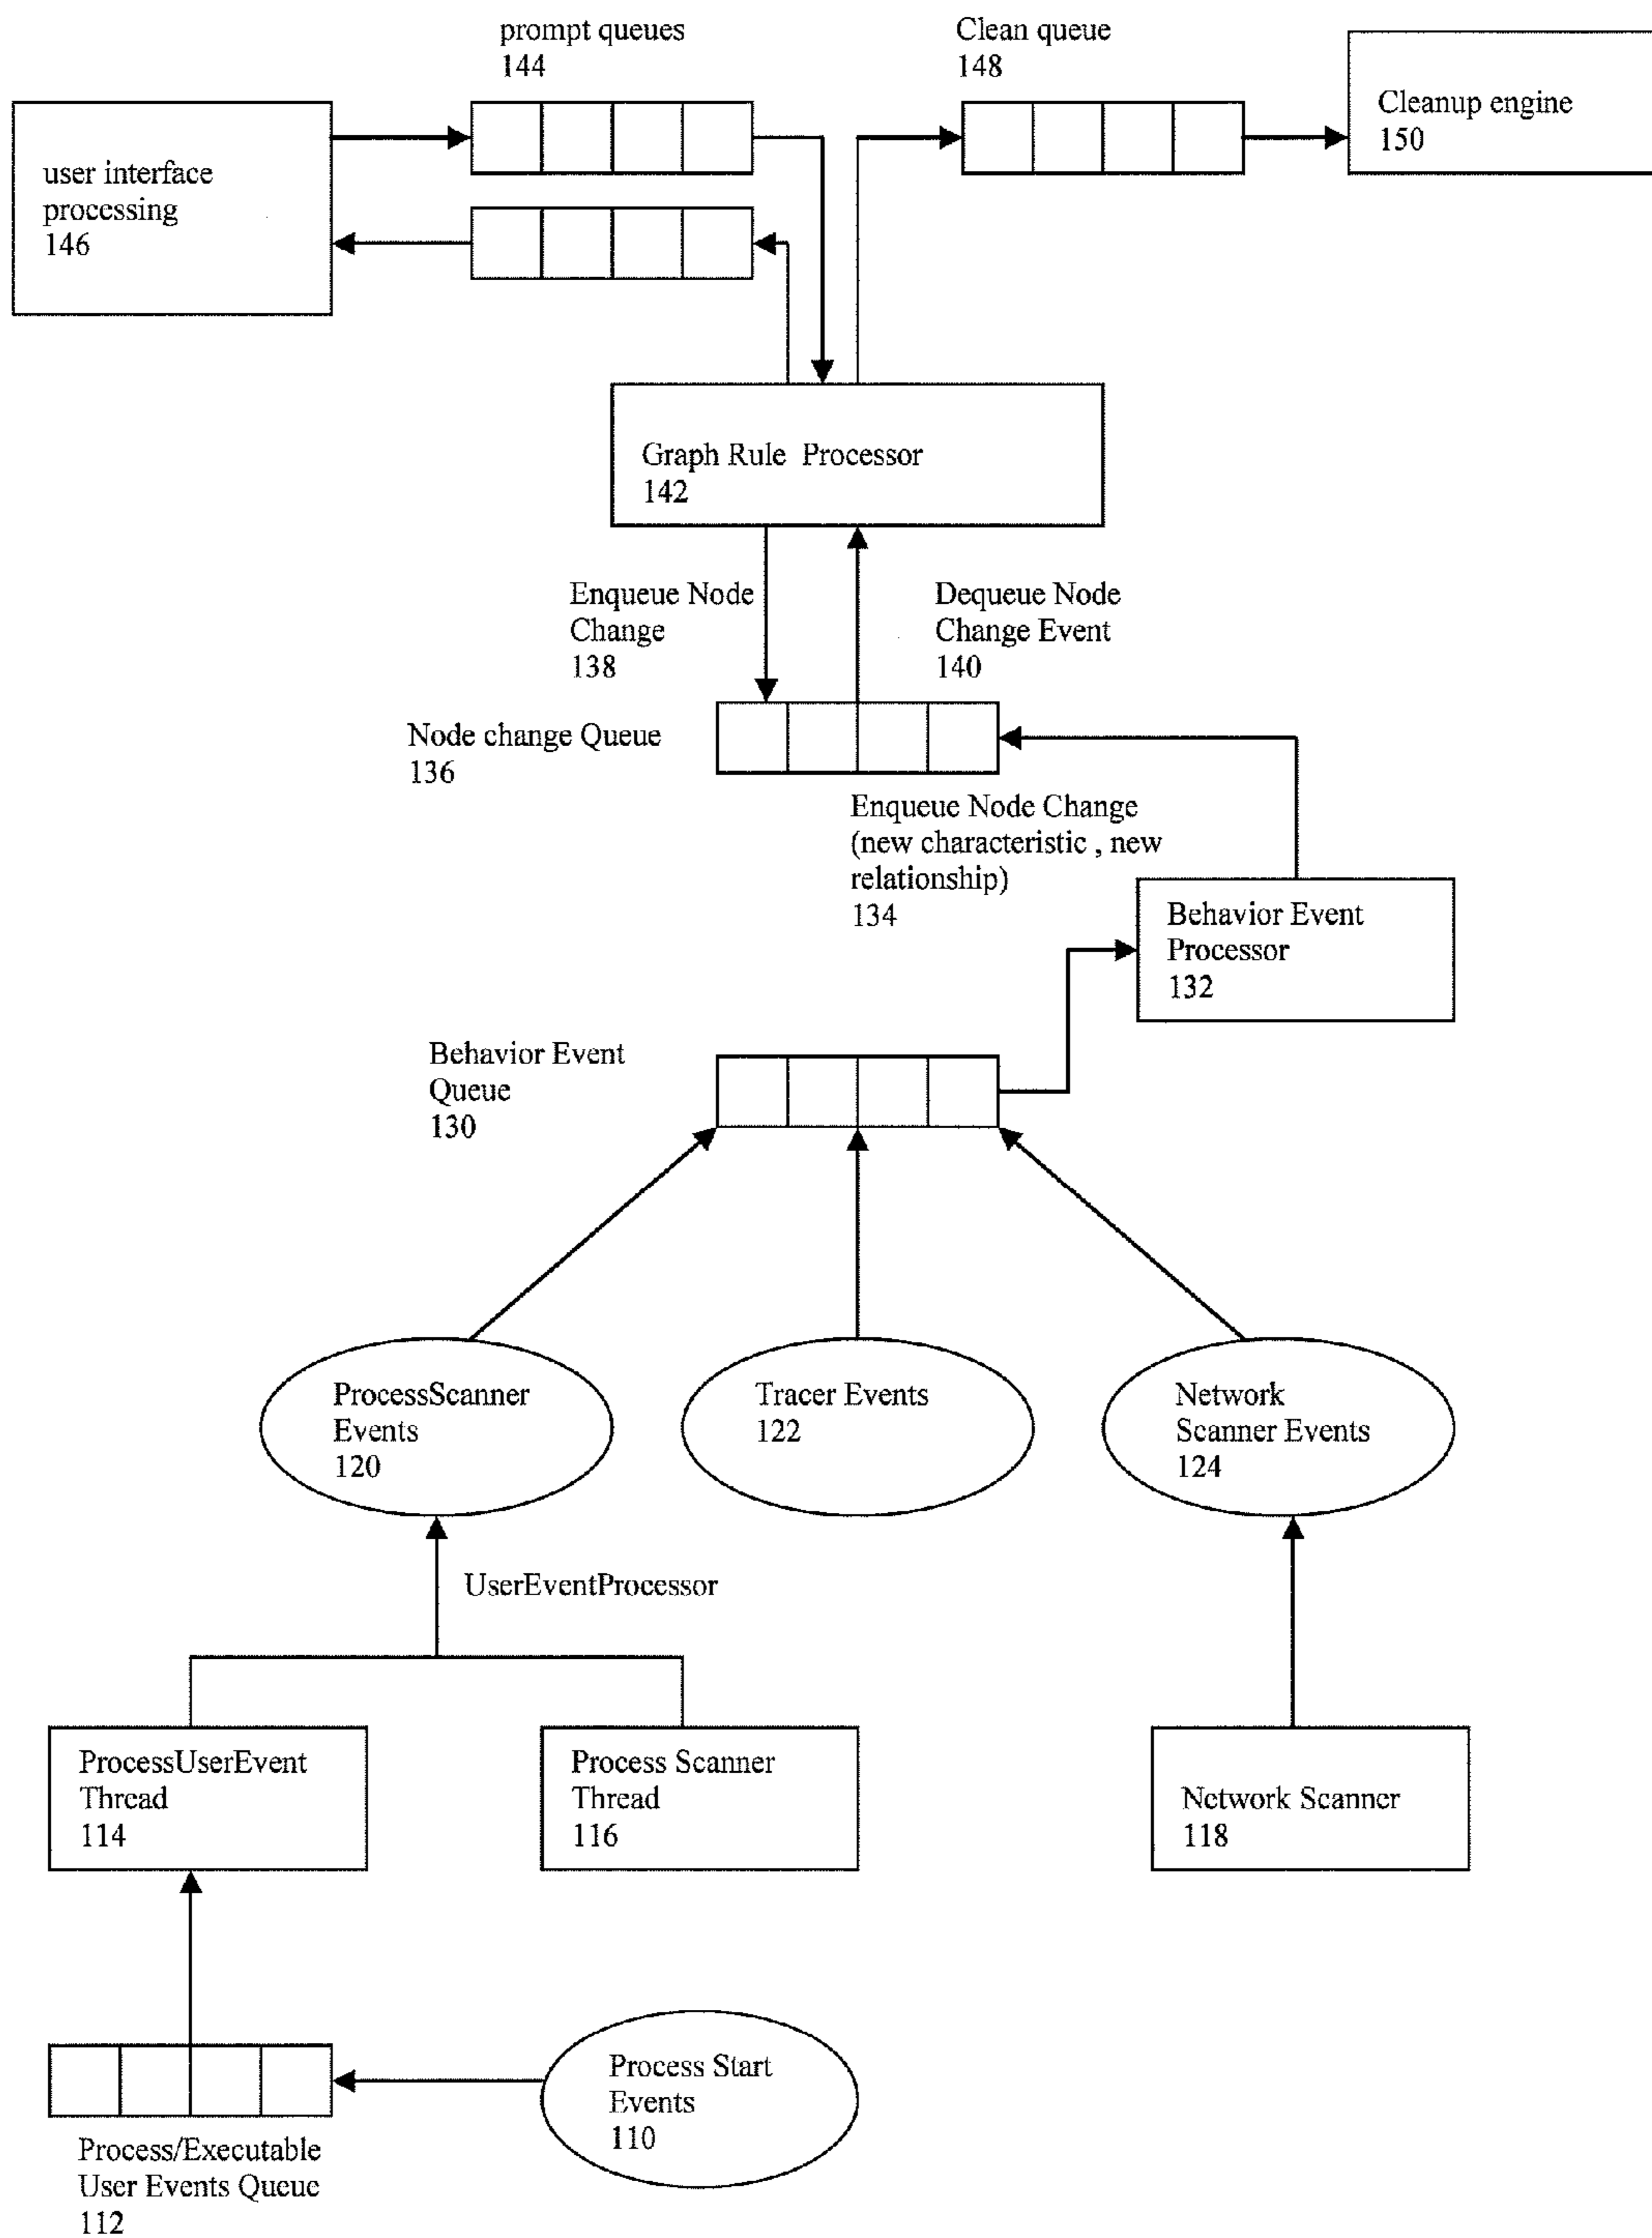 prompt queues
144
Clean queue
148
Cleanup engine
150
user interface
processing
146
Graph Rule Processor
142
Enqueue Node
Change
138
Dequeue Node
Change Event
140
Node change Queue
136
Enqueue Node Change
(new characteristic , new
relationship)
134
Behavior Event
Processor
132
Behavior Event
Queue
130
ProcessScanner
Events
120
Tracer Events
122
Network
Scanner Events
124
UserEventProcessor
ProcessUserEvent
Thread
114
Process Scanner
Thread
116
Network Scanner
118
Process Start
Events
110
Process/Executable
User Events Queue
112